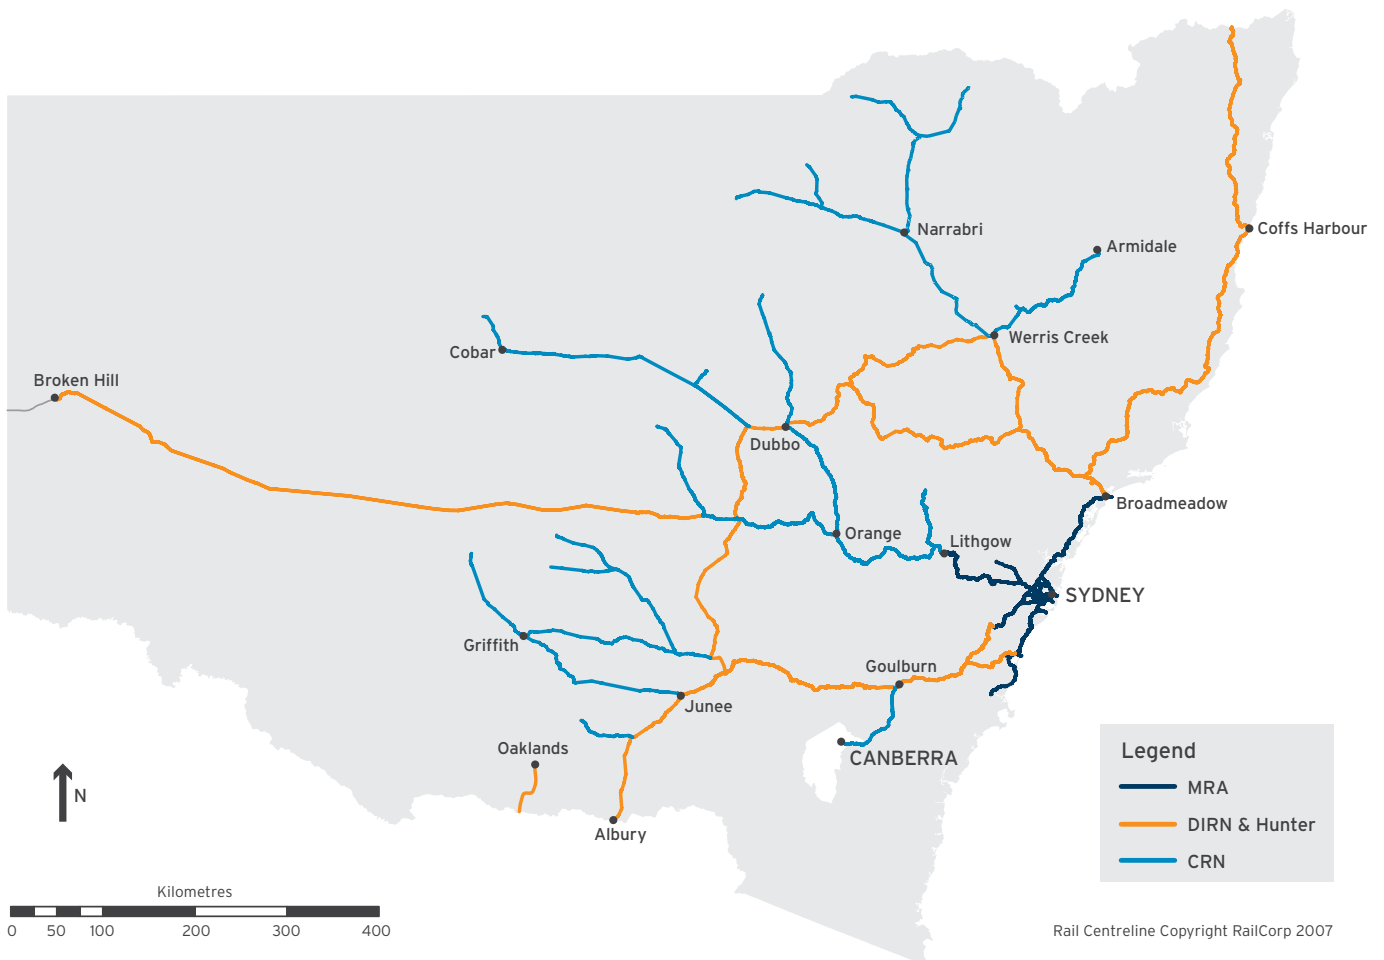 Narrabri
Coffs Harbour
Armidale
Werris Creek
Cobar
Broken Hill
Dubbo
Broadmeadow
Orange
Lithgow
SYDNEY
Griffith
Goulburn
Junee
Oaklands
CANBERRA
Albury
N
Legend
MRA
DIRN & Hunter
CRN
Kilometres
0 50 100 200 300 400
Rail Centreline Copyright RailCorp 2007